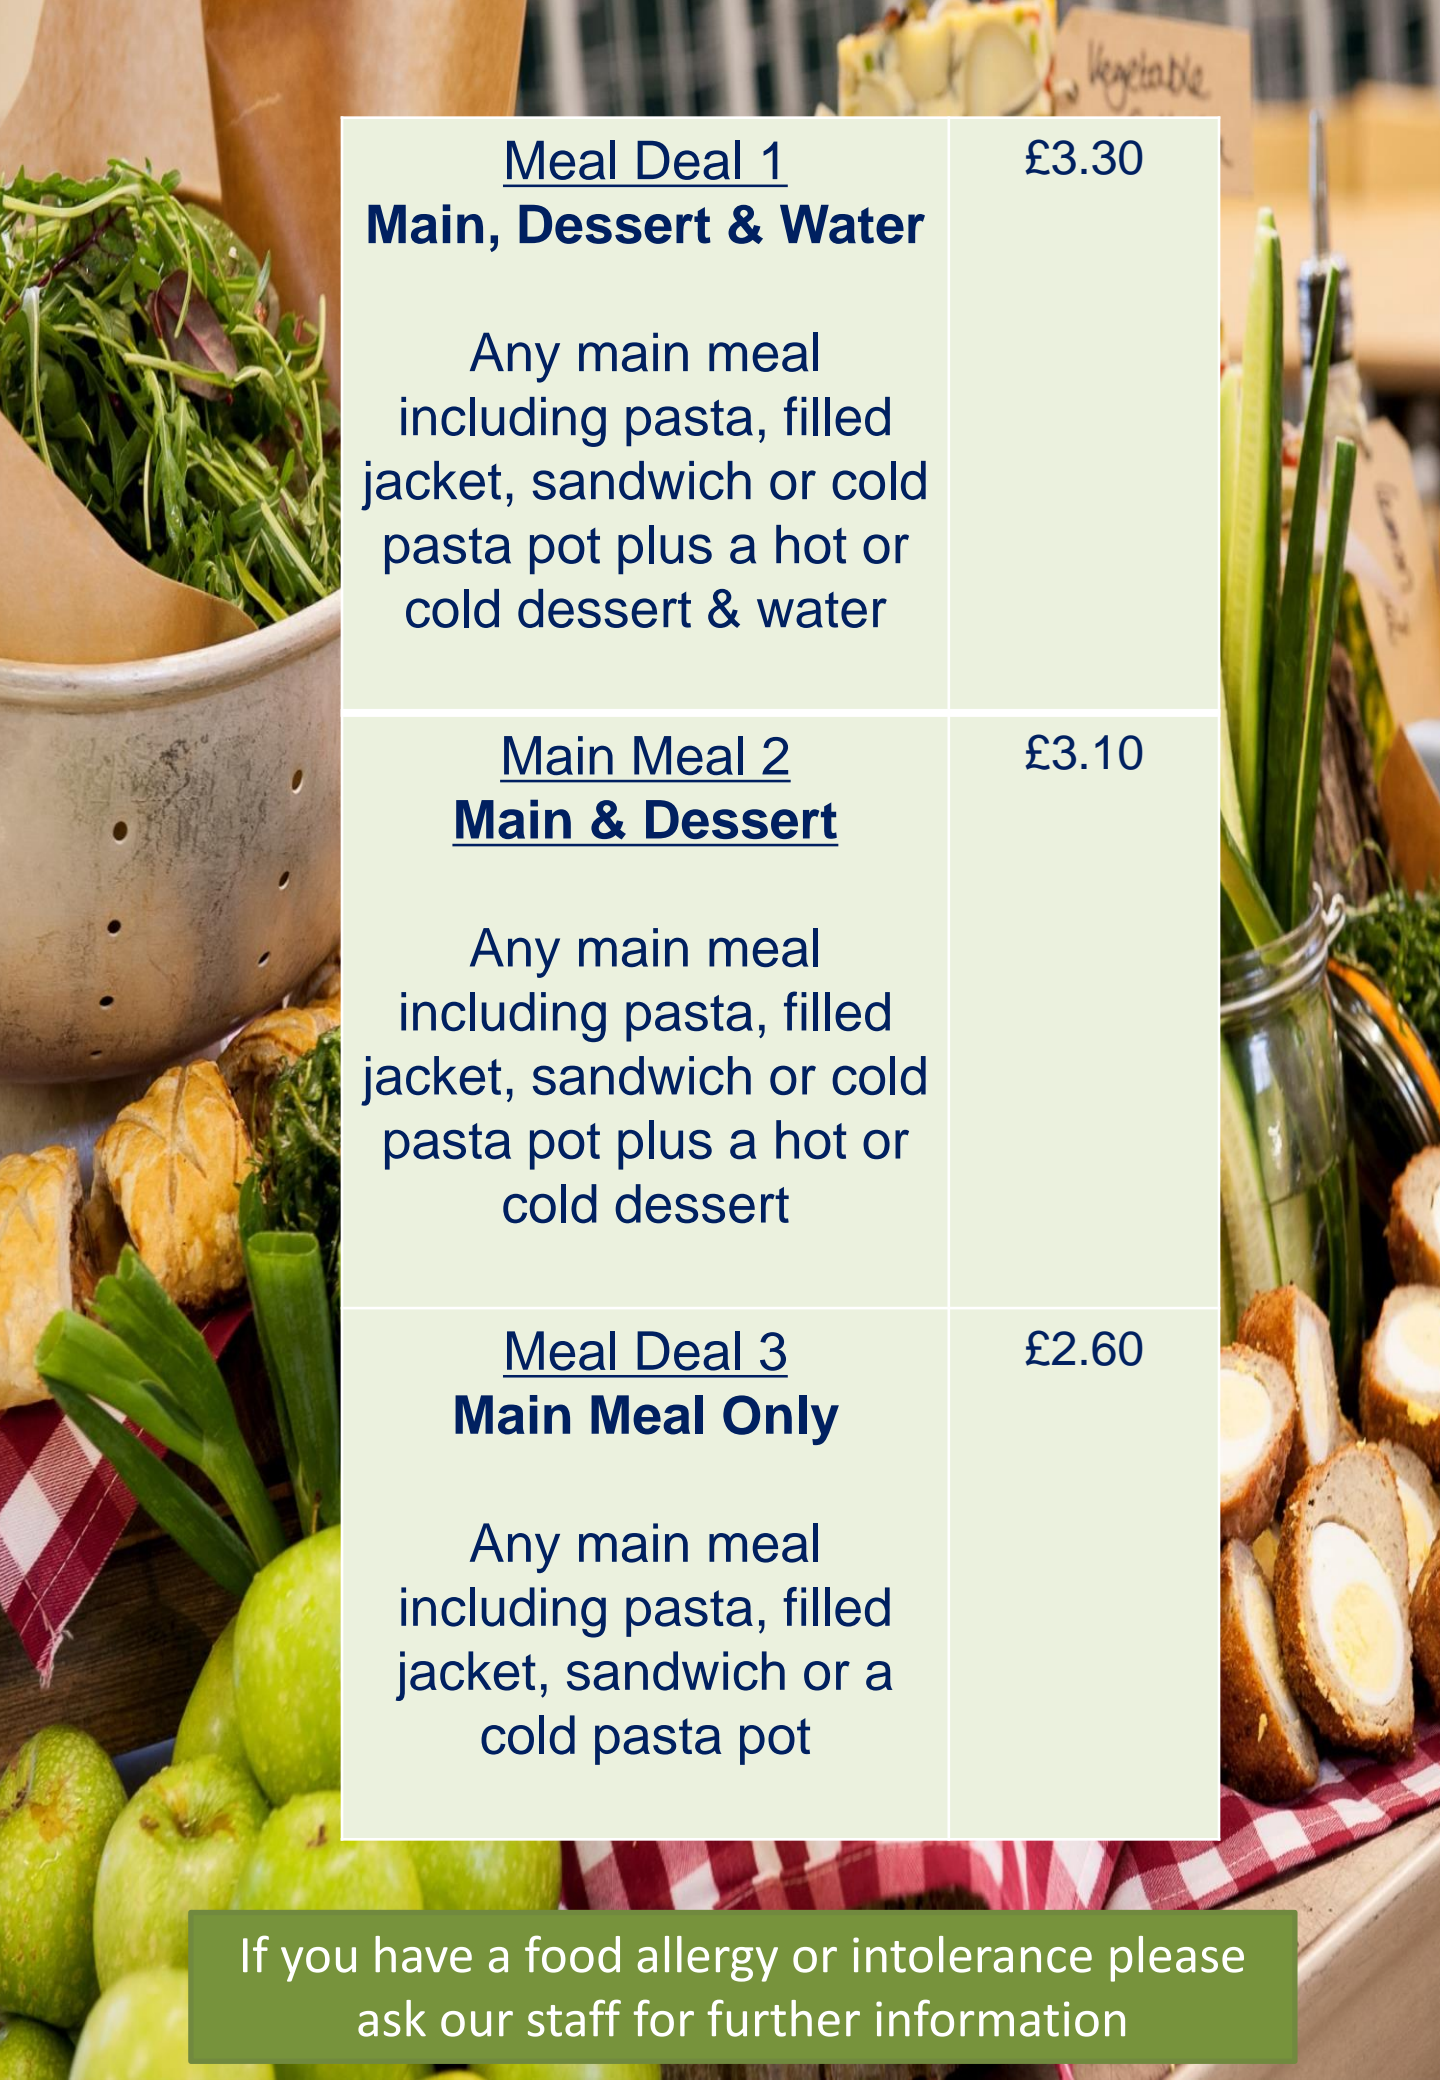 Vegetable
Meal Deal 1
£3.30
Main, Dessert & Water
Any main meal
including pasta, filled
jacket, sandwich or cold
pasta pot plus a hot or
cold dessert & water
Main Meal 2
£3.10
Main & Dessert
Any main meal
including pasta, filled
jacket, sandwich or cold
pasta pot plus a hot or
cold dessert
Meal Deal 3
£2.60
Main Meal Only
Any main meal
including pasta, filled
jacket, sandwich or a
cold pasta pot
If you have a food allergy or intolerance please
ask our staff for further information